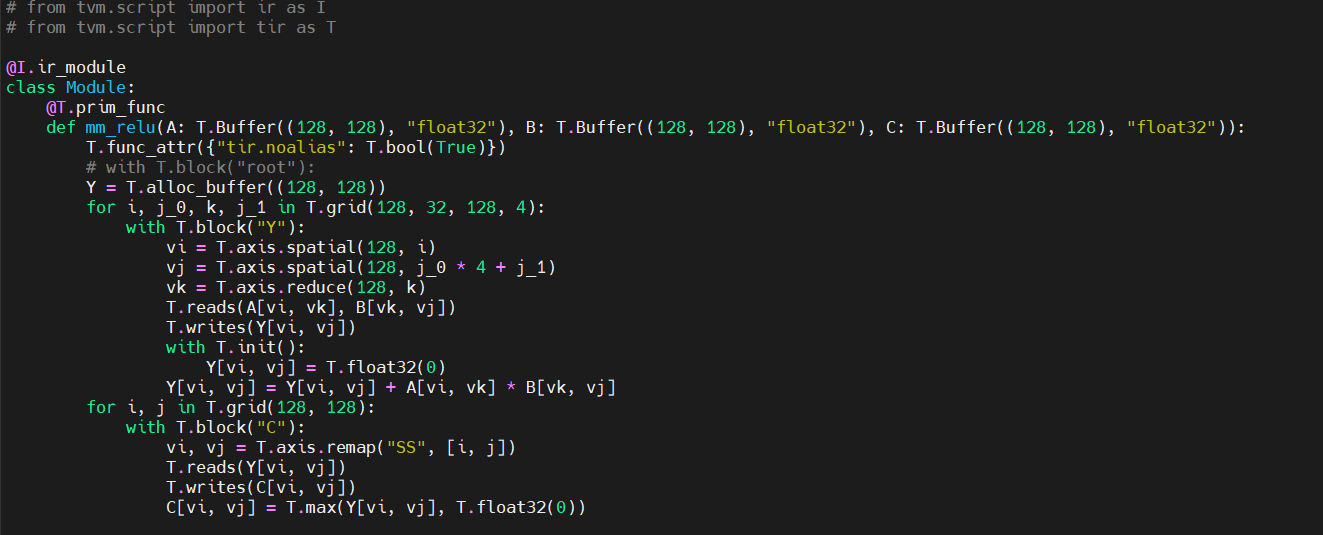 # from tvm.script import ir as I
# from tvm.script import tir as T

@I.ir_module
class Module:
    @T.prim_func
    def mm_relu(A: T.Buffer((128, 128), "float32"), B: T.Buffer((128, 128), "float32"), C: T.Buffer((128, 128), "float32")):
        T.func_attr({"tir.noalias": T.bool(True)})
        # with T.block("root"):
        Y = T.alloc_buffer((128, 128))
        for i, j_0, k, j_1 in T.grid(128, 32, 128, 4):
            with T.block("Y"):
                vi = T.axis.spatial(128, i)
                vj = T.axis.spatial(128, j_0 * 4 + j_1)
                vk = T.axis.reduce(128, k)
                T.reads(A[vi, vk], B[vk, vj])
                T.writes(Y[vi, vj])
                with T.init():
                    Y[vi, vj] = T.float32(0)
                Y[vi, vj] = Y[vi, vj] + A[vi, vk] * B[vk, vj]
        for i, j in T.grid(128, 128):
            with T.block("C"):
                vi, vj = T.axis.remap("SS", [i, j])
                T.reads(Y[vi, vj])
                T.writes(C[vi, vj])
                C[vi, vj] = T.max(Y[vi, vj], T.float32(0))